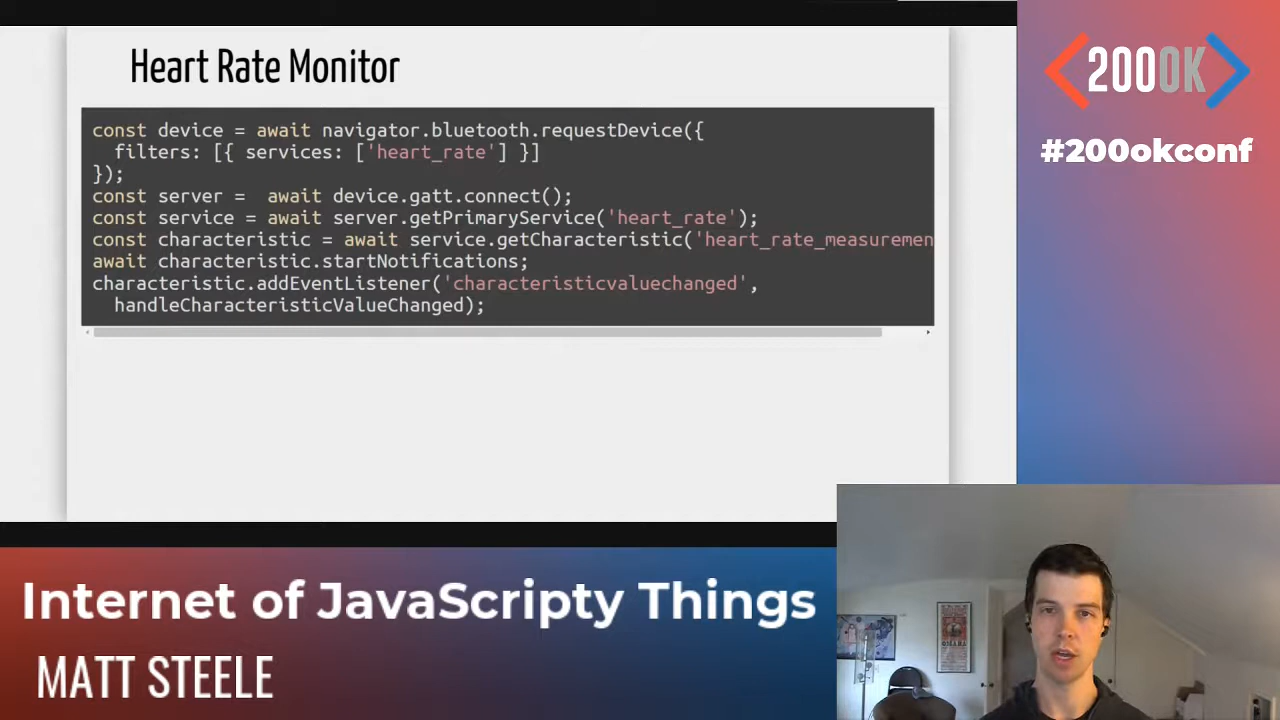 Heart Rate Monitor
const device = await navigator.bluetooth.requestDevice({
  filters: [{ services: ['heart_rate'] }]
});
const server =  await device.gatt.connect();
const service = await server.getPrimaryService('heart_rate');
const characteristic = await service.getCharacteristic('heart_rate_measuremen
await characteristic.startNotifications;
characteristic.addEventListener('characteristicvaluechanged',
  handleCharacteristicValueChanged);
<200OK>
#200okconf
Internet of JavaScripty Things
MATT STEELE
OMAHA